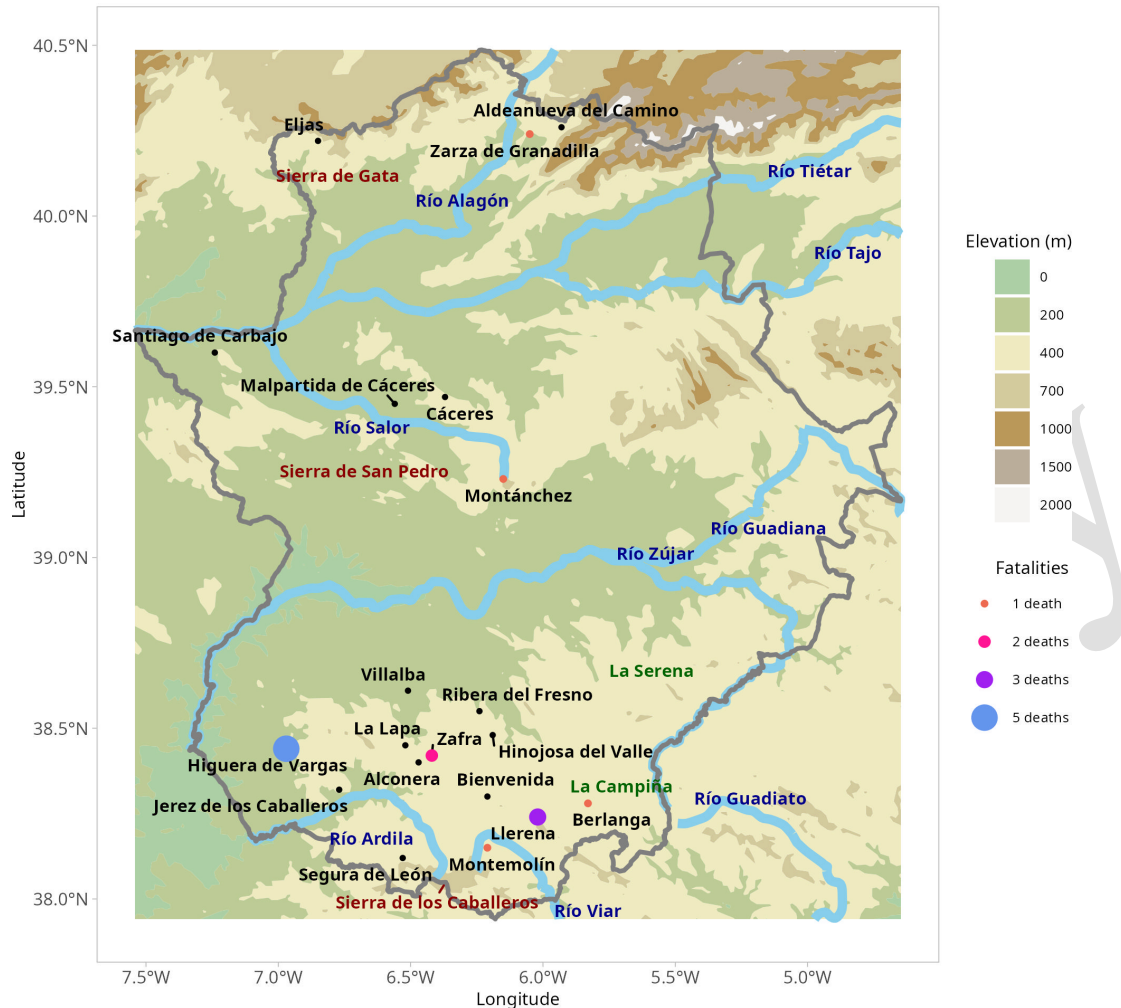 40.5°N
40.0°N
39.5°N
39.0°N
38.5°N
38.0°N
Latitude
7.5°W
7.0°W
6.5°W
6.0°W
5.5°W
5.0°W
Longitude
Aldeanueva del Camino
Eljas
Zarza de Granadilla
Sierra de Gata
Río Tiétar
Río Alagón
Río Tajo
Santiago de Carbajo
Malpartida de Cáceres
Cáceres
Río Salor
Sierra de San Pedro
Montánchez
Río Guadiana
Río Zújar
La Serena
Villalba
Ribera del Fresno
La Lapa
Zafra
Hinojosa del Valle
Higuera de Vargas
Alconera
Bienvenida
La Campiña
Río Guadiato
Jerez de los Caballeros
Berlanga
Llerena
Río Ardila
Montemolín
Segura de León
Sierra de los Caballeros
Río Viar
Elevation (m)
0
200
400
700
1000
1500
2000
Fatalities
1 death
2 deaths
3 deaths
5 deaths